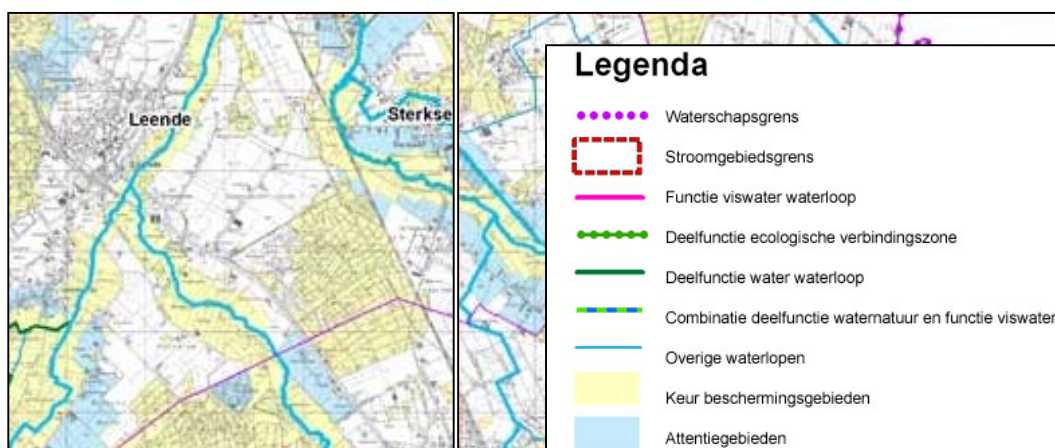 Leende
Sterkse
Legenda
Waterschapsgrens
Stroomgebiedsgrens
Functie viswater waterloop
Deelfunctie ecologische verbindingszone
Deelfunctie water waterloop
Combinatie deelfunctie waternatuur en functie viswater
Overige waterlopen
Keur beschermingsgebieden
Attentiegebieden